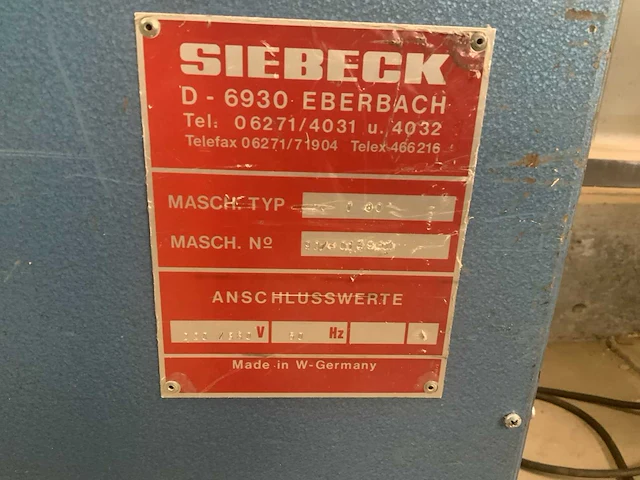 SIEBECK
D - 6930 EBERBACH
Tel: 06271/4031 u. 4032
Telefax 06271/71904 Telex 466216
MASCH. TYP
MASCH. No
ANSCHLUSSWERTE
V Hz
Made in W-Germany